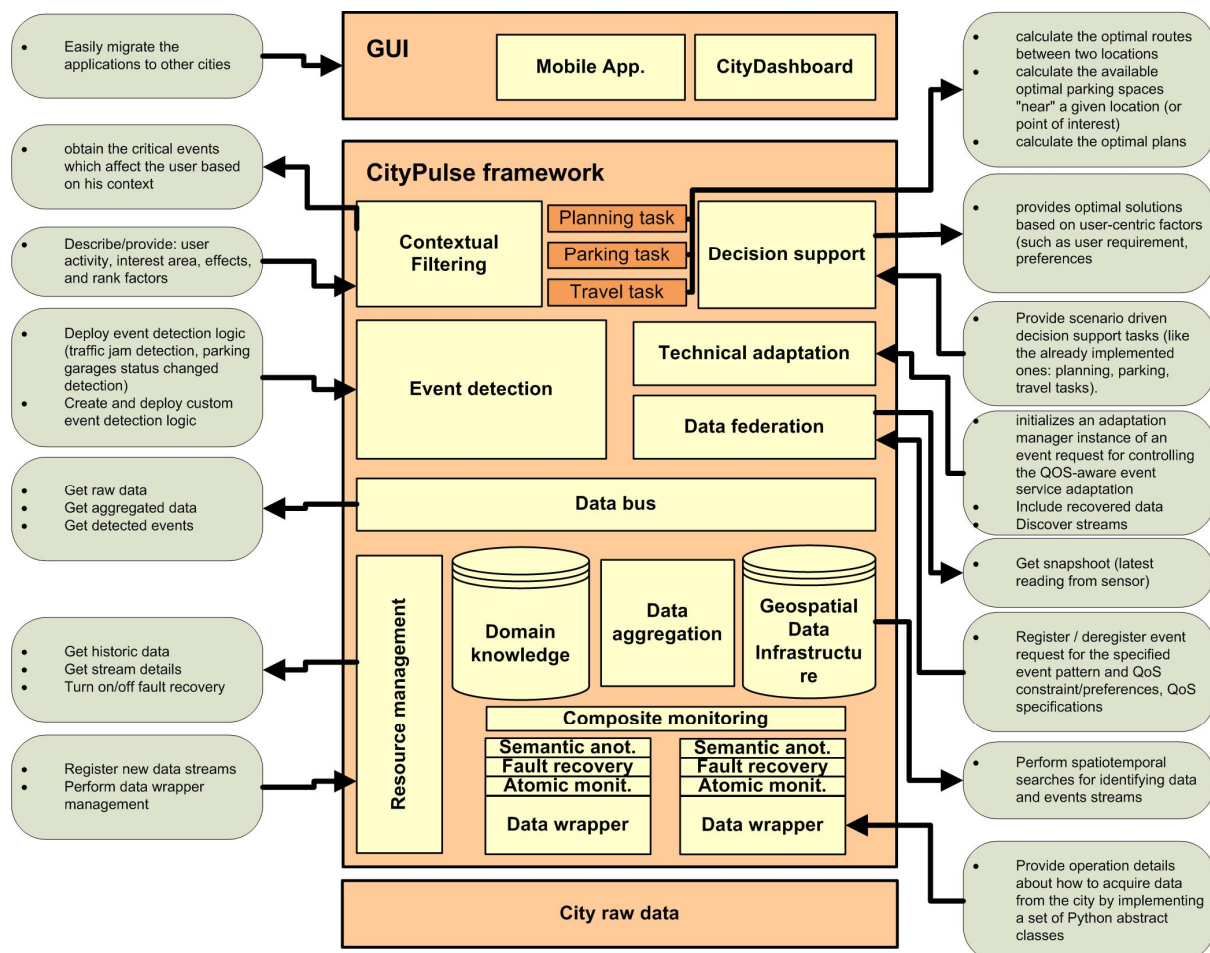 • Easily migrate the
applications to other cities
• obtain the critical events
which affect the user based
on his context
• Describe/provide: user
activity, interest area, effects,
and rank factors
• Deploy event detection logic
(traffic jam detection, parking
garages status changed
detection)
• Create and deploy custom
event detection logic
• Get raw data
• Get aggregated data
• Get detected events
• Get historic data
• Get stream details
• Turn on/off fault recovery
• Register new data streams
• Perform data wrapper
management
GUI
Mobile App.
CityDashboard
CityPulse framework
Contextual
Filtering
Planning task
Parking task
Travel task
Decision support
Event detection
Technical adaptation
Data federation
Data bus
Resource management
Domain
knowledge
Data
aggregation
Geospatial
Data
Infrastructu
re
Composite monitoring
Semantic anot.
Fault recovery
Atomic monit.
Data wrapper
Semantic anot.
Fault recovery
Atomic monit.
Data wrapper
City raw data
• calculate the optimal routes
between two locations
• calculate the available
optimal parking spaces
"near" a given location (or
point of interest)
• calculate the optimal plans
• provides optimal solutions
based on user-centric factors
(such as user requirement,
preferences
• Provide scenario driven
decision support tasks (like
the already implemented
ones: planning, parking,
travel tasks).
• initializes an adaptation
manager instance of an
event request for controlling
the QOS-aware event
service adaptation
• Include recovered data
• Discover streams
• Get snapshoot (latest
reading from sensor)
• Register / deregister event
request for the specified
event pattern and QoS
constraint/preferences, QoS
specifications
• Perform spatiotemporal
searches for identifying data
and events streams
• Provide operation details
about how to acquire data
from the city by implementing
a set of Python abstract
classes